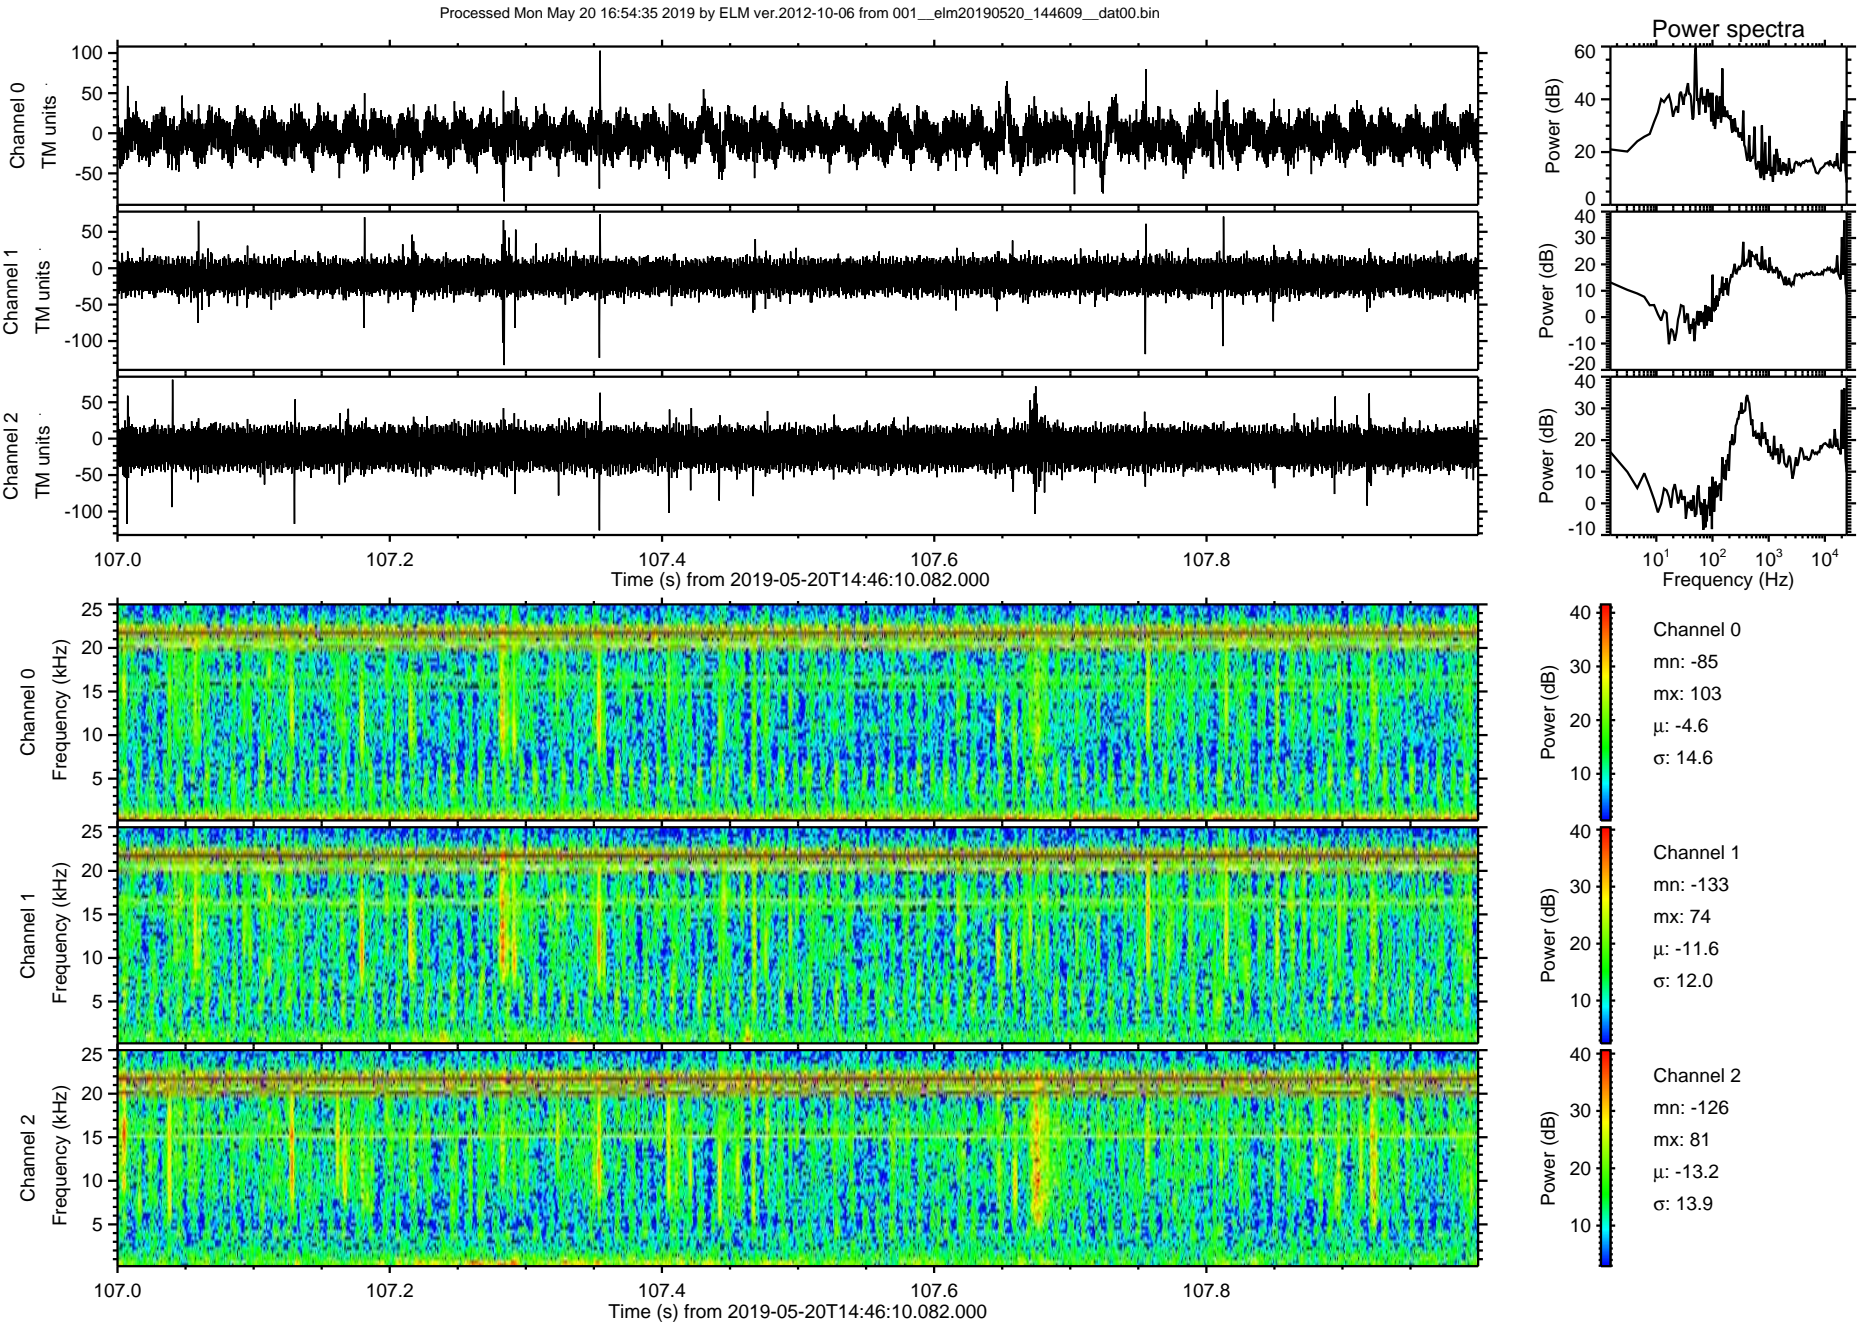 Processed Mon May 20 16:54:35 2019 by ELM ver.2012-10-06 from 001__elm20190520_144609__dat00.bin
Power spectra
Channel 0
TM units
100
50
0
-50
Power (dB)
60
40
20
0
Channel 1
TM units
50
0
-50
-100
Power (dB)
40
30
20
10
0
-10
-20
Channel 2
TM units
50
0
-50
-100
Power (dB)
40
30
20
10
0
-10
107.0 107.2 107.4 107.6 107.8
Time (s) from 2019-05-20T14:46:10.082.000
10^1 10^2 10^3 10^4
Frequency (Hz)
Channel 0
Frequency (kHz)
25
20
15
10
5
Power (dB)
40
30
20
10
Channel 0
mn: -85
mx: 103
μ: -4.6
σ: 14.6
Channel 1
Frequency (kHz)
25
20
15
10
5
Power (dB)
40
30
20
10
Channel 1
mn: -133
mx: 74
μ: -11.6
σ: 12.0
Channel 2
Frequency (kHz)
25
20
15
10
5
Power (dB)
40
30
20
10
Channel 2
mn: -126
mx: 81
μ: -13.2
σ: 13.9
107.0 107.2 107.4 107.6 107.8
Time (s) from 2019-05-20T14:46:10.082.000